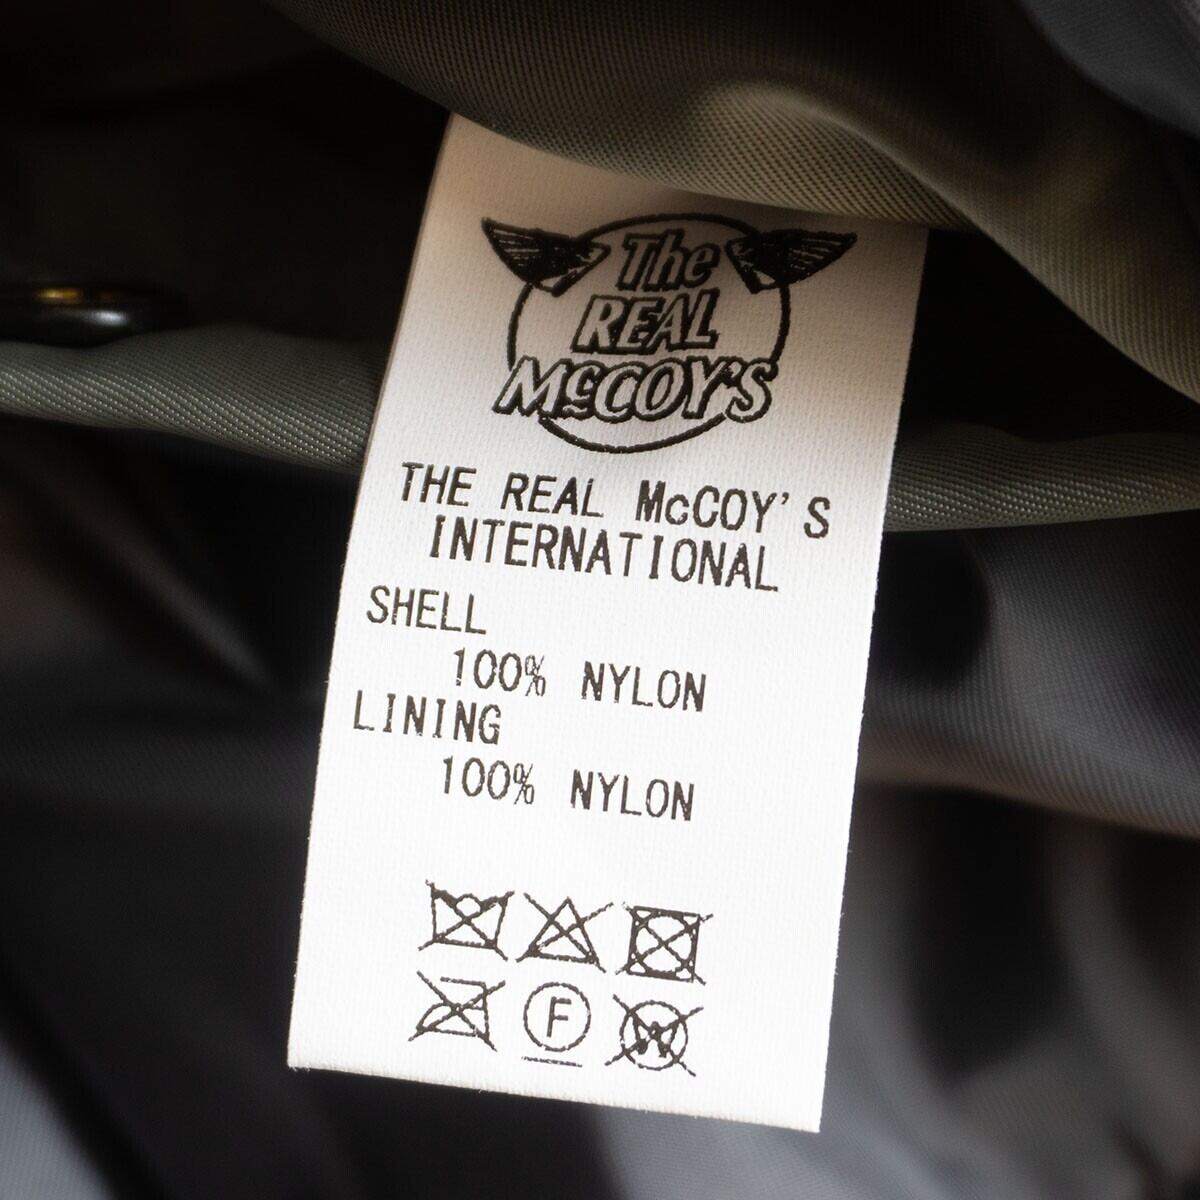 The
REAL
McCOY'S
THE REAL McCOY'S
INTERNATIONAL
SHELL
100% NYLON
LINING
100% NYLON
F
W